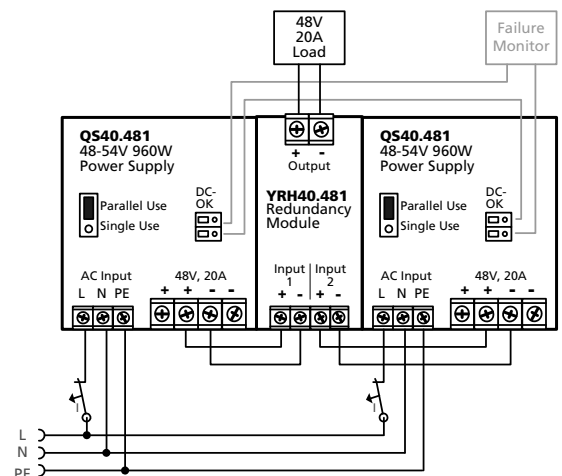 48V
20A
Load
Failure
Monitor
QS40.481
48-54V 960W
Power Supply
DC-
OK
Parallel Use
Single Use
AC Input
L N PE
48V, 20A
+ + - -
+ -
Output
YRH40.481
Redundancy
Module
Input
1
Input
2
+ - + -
QS40.481
48-54V 960W
Power Supply
DC-
OK
Parallel Use
Single Use
AC Input
L N PE
48V, 20A
+ + - -
I
I
L
N
PE